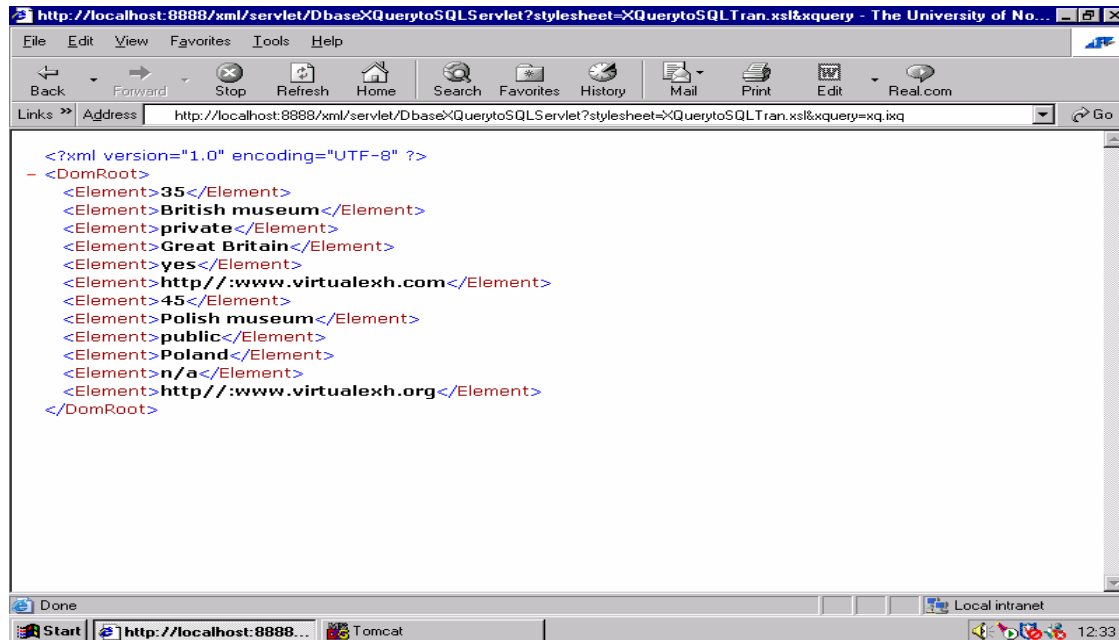 http://localhost:8888/xml/servlet/DbaseXQuerytoSQLServlet?stylesheet=XQuerytoSQLTran.xsl&xquery - The University of No...
File Edit View Favorites Tools Help
Back Forward Stop Refresh Home Search Favorites History Mail Print Edit Real.com
Links » Address http://localhost:8888/xml/servlet/DbaseXQuerytoSQLServlet?stylesheet=XQuerytoSQLTran.xsl&xquery=xq.ixq Go
<?xml version="1.0" encoding="UTF-8" ?>
- <DomRoot>
<Element>35</Element>
<Element>British museum</Element>
<Element>private</Element>
<Element>Great Britain</Element>
<Element>yes</Element>
<Element>http//:www.virtualexh.com</Element>
<Element>45</Element>
<Element>Polish museum</Element>
<Element>public</Element>
<Element>Poland</Element>
<Element>n/a</Element>
<Element>http//:www.virtualexh.org</Element>
</DomRoot>
Done Local intranet
Start http://localhost:8888... Tomcat 12:33